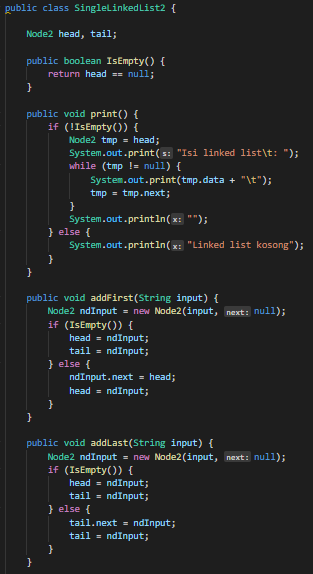 public class SingleLinkedList2 {
Node2 head, tail;
public boolean IsEmpty() {
return head == null;
}
public void print() {
if (!IsEmpty()) {
Node2 tmp = head;
System.out.print(s: "Isi linked list\t: ");
while (tmp != null) {
System.out.print(tmp.data + "\t");
tmp = tmp.next;
}
System.out.println(x: "");
} else {
System.out.println(x: "Linked list kosong");
}
}
public void addFirst(String input) {
Node2 ndInput = new Node2(input, next: null);
if (IsEmpty()) {
head = ndInput;
tail = ndInput;
} else {
ndInput.next = head;
head = ndInput;
}
}
public void addLast(String input) {
Node2 ndInput = new Node2(input, next: null);
if (IsEmpty()) {
head = ndInput;
tail = ndInput;
} else {
tail.next = ndInput;
tail = ndInput;
}
}